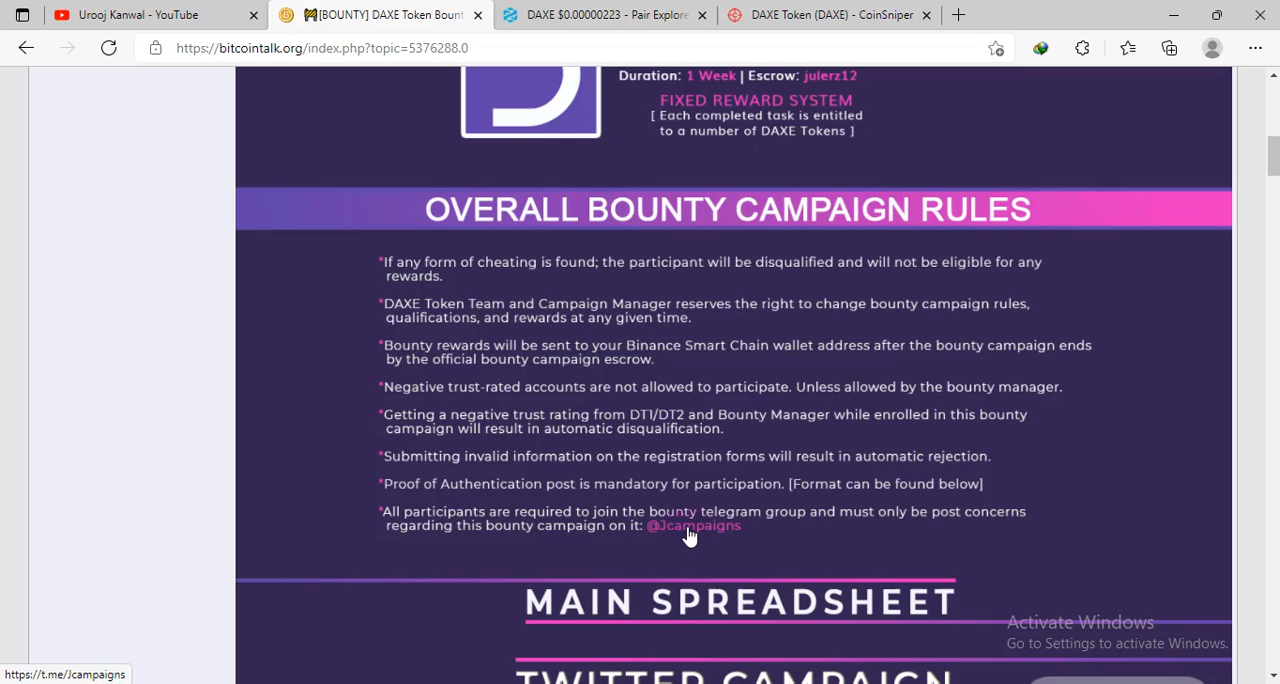 Urooj Kanwal - YouTube
[BOUNTY] DAXE Token Bount
DAXE $0.00000223 - Pair Explore
DAXE Token (DAXE) - CoinSniper
https://bitcointalk.org/index.php?topic=5376288.0
Duration: 1 Week | Escrow: julerz12
FIXED REWARD SYSTEM
[ Each completed task is entitled
to a number of DAXE Tokens ]
OVERALL BOUNTY CAMPAIGN RULES
*If any form of cheating is found; the participant will be disqualified and will not be eligible for any
rewards.
*DAXE Token Team and Campaign Manager reserves the right to change bounty campaign rules,
qualifications, and rewards at any given time.
*Bounty rewards will be sent to your Binance Smart Chain wallet address after the bounty campaign ends
by the official bounty campaign escrow.
*Negative trust-rated accounts are not allowed to participate. Unless allowed by the bounty manager.
*Getting a negative trust rating from DT1/DT2 and Bounty Manager while enrolled in this bounty
campaign will result in automatic disqualification.
*Submitting invalid information on the registration forms will result in automatic rejection.
*Proof of Authentication post is mandatory for participation. [Format can be found below]
*All participants are required to join the bounty telegram group and must only be post concerns
regarding this bounty campaign on it: @Jcampaigns
MAIN SPREADSHEET
Activate Windows
Go to Settings to activate Windows.
TWITTER CAMPAIGN
https://t.me/Jcampaigns